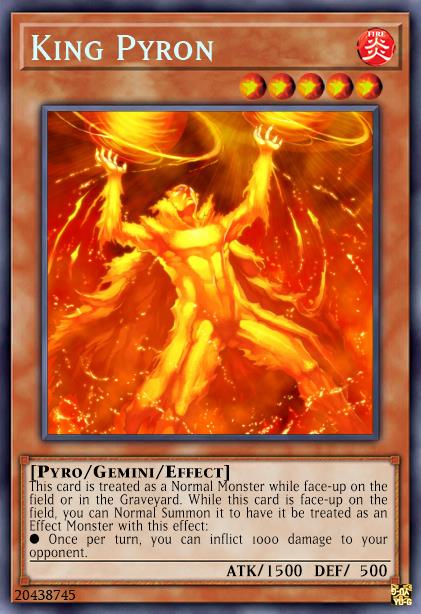 King Pyron
FIRE
炎
[Pyro/Gemini/Effect]
This card is treated as a Normal Monster while face-up on the
field or in the Graveyard. While this card is face-up on the
field, you can Normal Summon it to have it be treated as an
Effect Monster with this effect:
● Once per turn, you can inflict 1000 damage to your
opponent.
ATK/1500 DEF/ 500
20438745